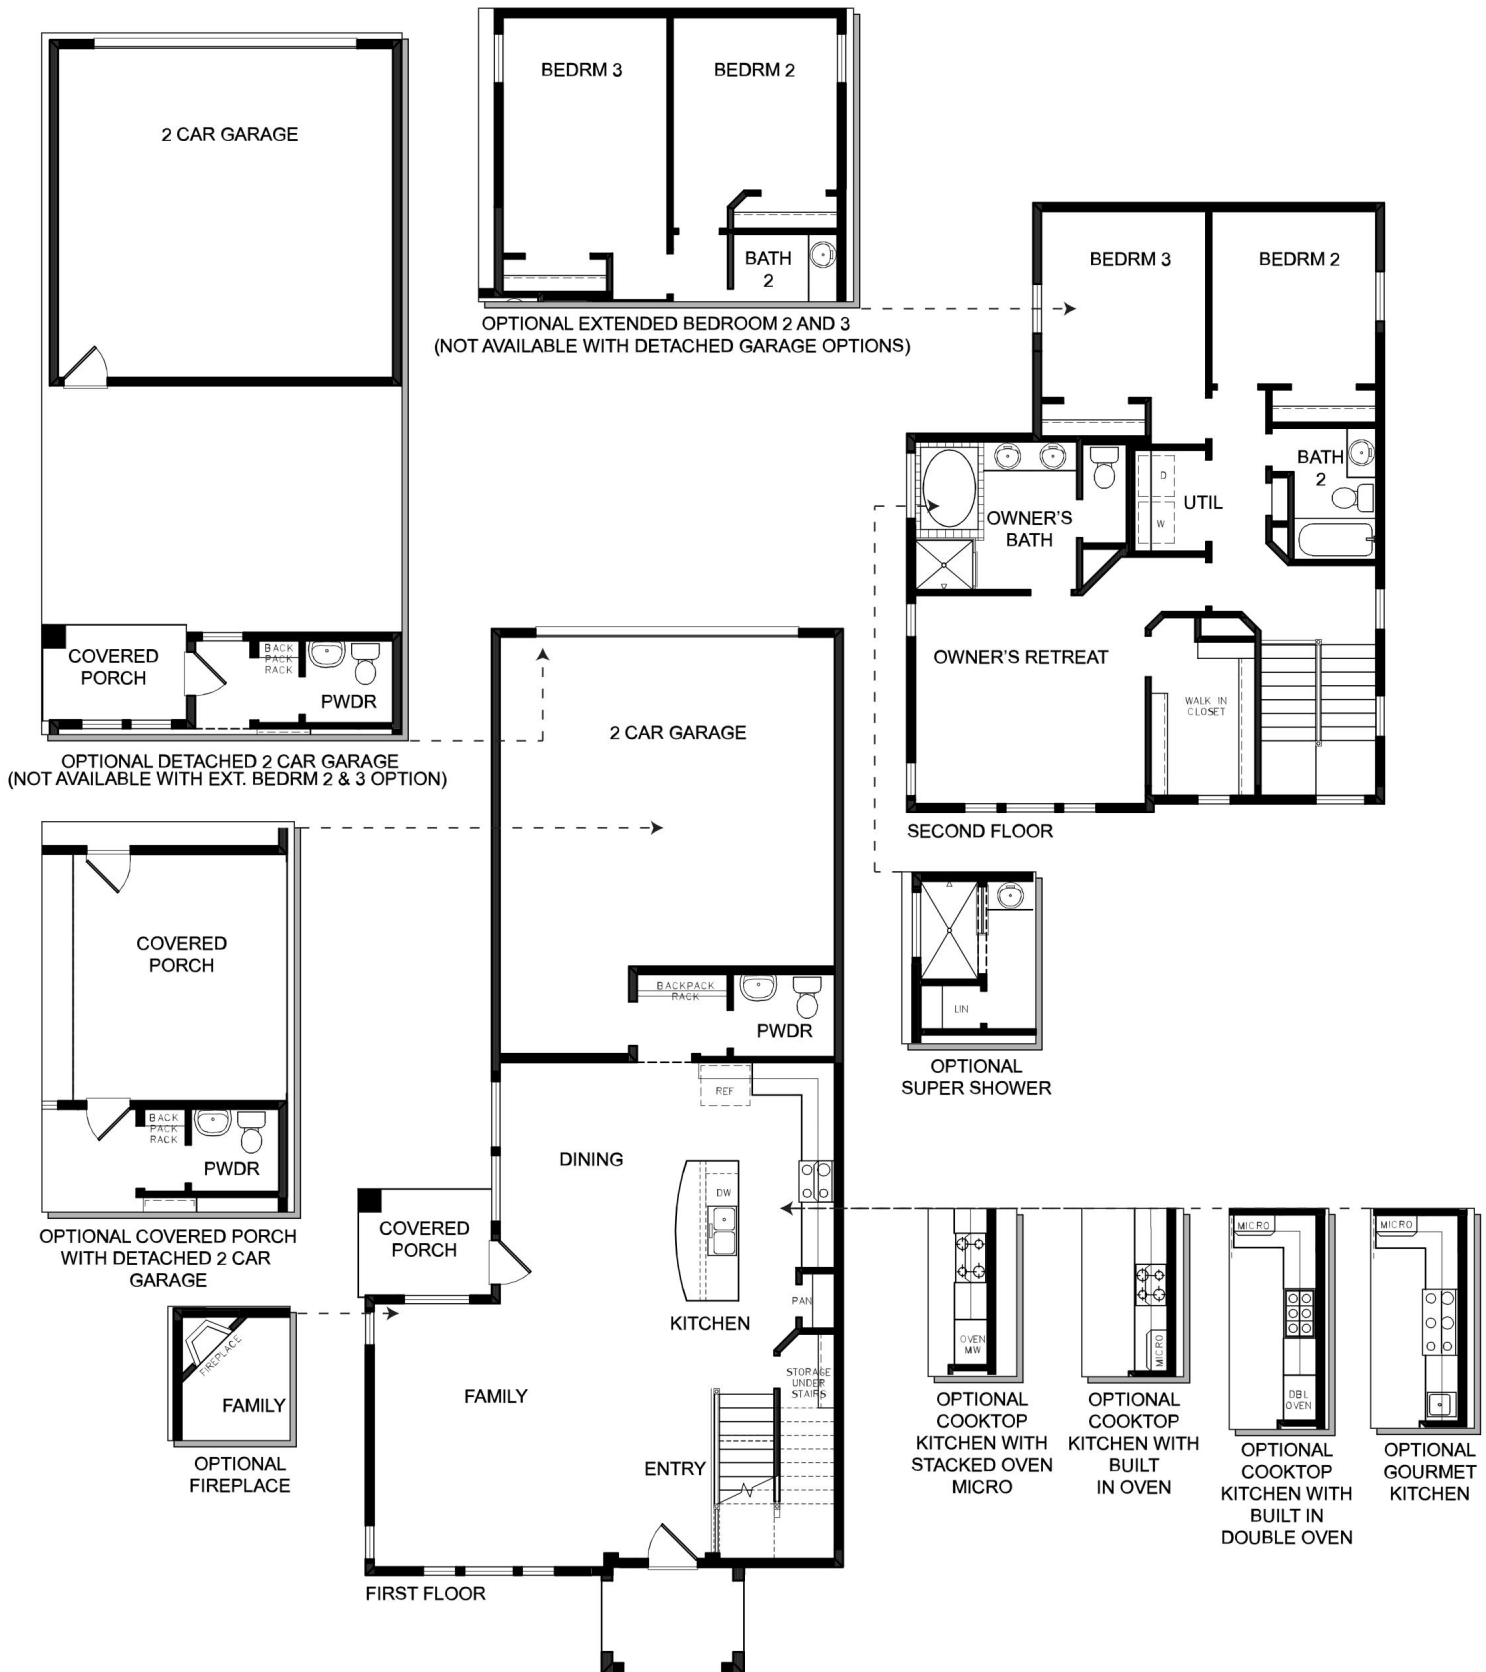 2 CAR GARAGE
COVERED
PORCH
BACK
PACK
RACK
PWDR
OPTIONAL DETACHED 2 CAR GARAGE
(NOT AVAILABLE WITH EXT. BEDRM 2 & 3 OPTION)
BEDRM 3
BEDRM 2
BATH
2
OPTIONAL EXTENDED BEDROOM 2 AND 3
(NOT AVAILABLE WITH DETACHED GARAGE OPTIONS)
BEDRM 3
BEDRM 2
BATH
2
D
W
UTIL
OWNER'S
BATH
OWNER'S RETREAT
WALK IN
CLOSET
SECOND FLOOR
LIN
OPTIONAL
SUPER SHOWER
COVERED
PORCH
BACK
PACK
RACK
PWDR
OPTIONAL COVERED PORCH
WITH DETACHED 2 CAR
GARAGE
FIREPLACE
FAMILY
OPTIONAL
FIREPLACE
2 CAR GARAGE
BACKPACK
RACK
PWDR
REF
DINING
DW
COVERED
PORCH
PAN
KITCHEN
STORAGE
UNDER
STAIRS
FAMILY
ENTRY
FIRST FLOOR
OVEN
MW
OPTIONAL
COOKTOP
KITCHEN WITH
STACKED OVEN
MICRO
MICRO
OPTIONAL
COOKTOP
KITCHEN WITH
BUILT
IN OVEN
MICRO
DBL
OVEN
OPTIONAL
COOKTOP
KITCHEN WITH
BUILT IN
DOUBLE OVEN
MICRO
OPTIONAL
GOURMET
KITCHEN